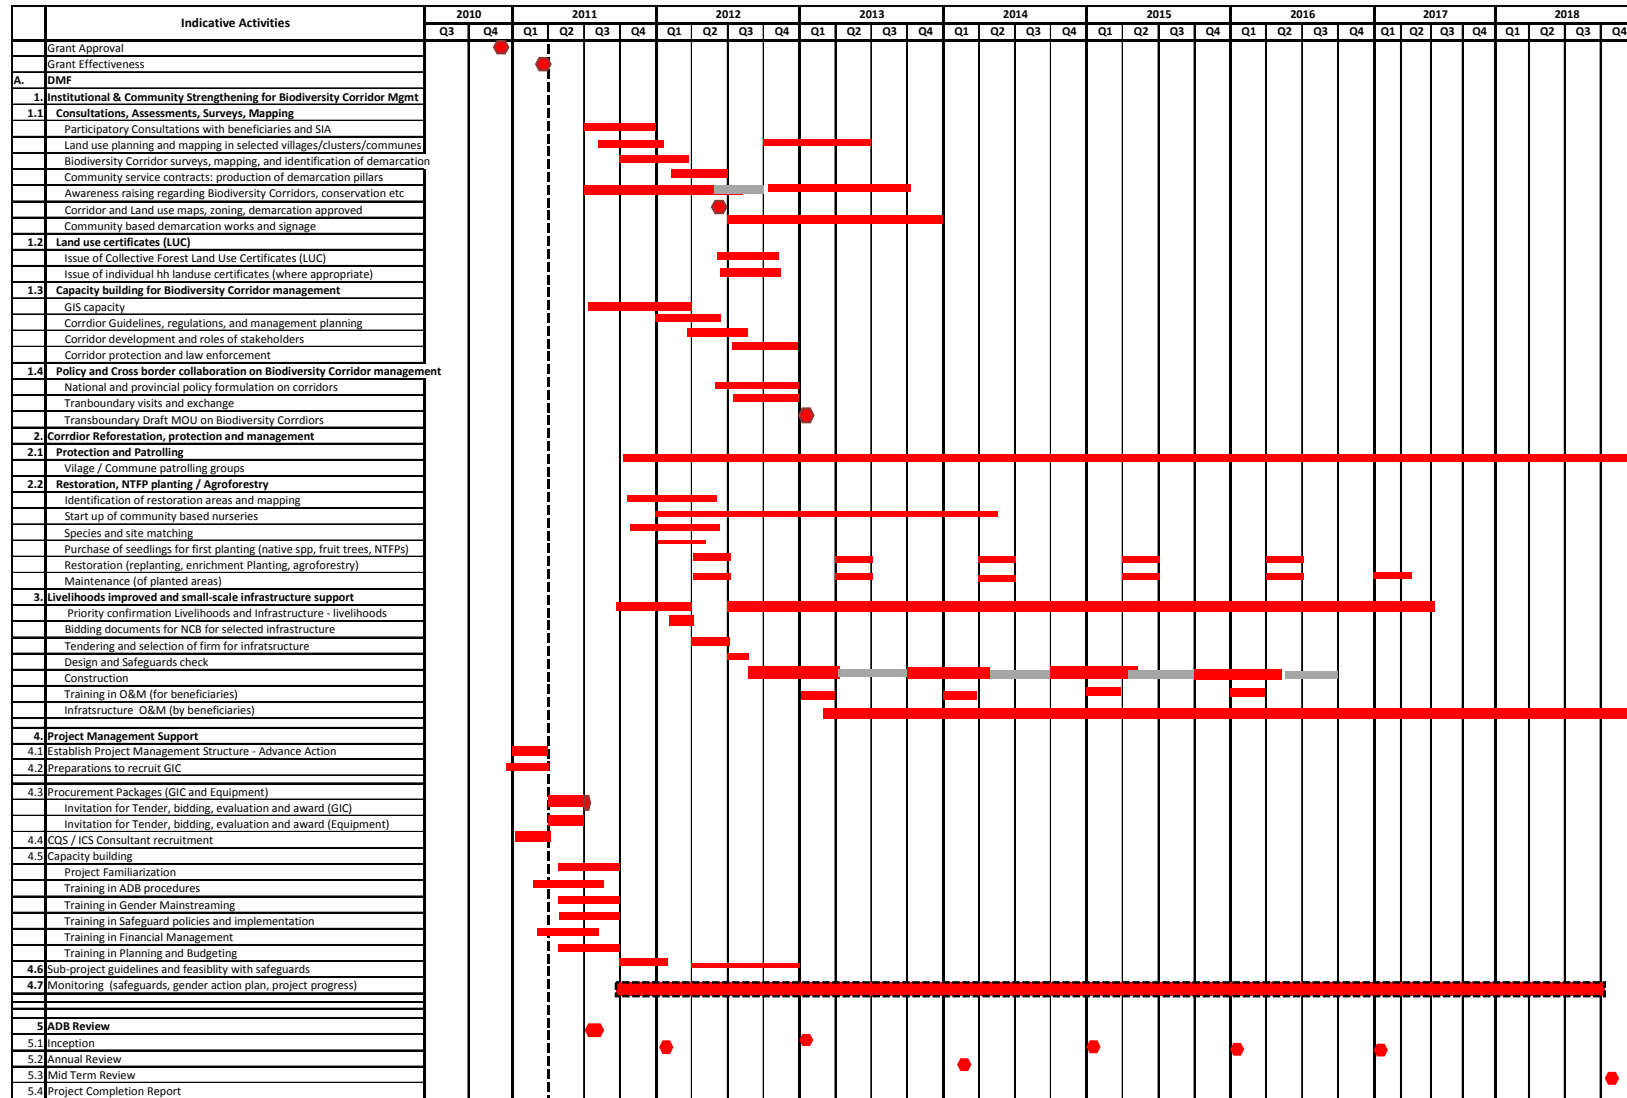 Indicative Activities
2010 2011 2012 2013 2014 2015 2016 2017 2018
Q3 Q4 Q1 Q2 Q3 Q4 Q1 Q2 Q3 Q4 Q1 Q2 Q3 Q4 Q1 Q2 Q3 Q4 Q1 Q2 Q3 Q4 Q1 Q2 Q3 Q4 Q1 Q2 Q3 Q4 Q1 Q2 Q3 Q4
Grant Approval
Grant Effectiveness
A. DMF
1. Institutional & Community Strengthening for Biodiversity Corridor Mgmt
1.1 Consultations, Assessments, Surveys, Mapping
Participatory Consultations with beneficiaries and SIA
Land use planning and mapping in selected villages/clusters/communes
Biodiversity Corridor surveys, mapping, and identification of demarcation
Community service contracts: production of demarcation pillars
Awareness raising regarding Biodiversity Corridors, conservation etc
Corridor and Land use maps, zoning, demarcation approved
Community based demarcation works and signage
1.2 Land use certificates (LUC)
Issue of Collective Forest Land Use Certificates (LUC)
Issue of individual hh landuse certificates (where appropriate)
1.3 Capacity building for Biodiversity Corridor management
GIS capacity
Corrdior Guidelines, regulations, and management planning
Corridor development and roles of stakeholders
Corridor protection and law enforcement
1.4 Policy and Cross border collaboration on Biodiversity Corridor management
National and provincial policy formulation on corridors
Tranboundary visits and exchange
Transboundary Draft MOU on Biodiversity Corrdiors
2. Corrdior Reforestation, protection and management
2.1 Protection and Patrolling
Vilage / Commune patrolling groups
2.2 Restoration, NTFP planting / Agroforestry
Identification of restoration areas and mapping
Start up of community based nurseries
Species and site matching
Purchase of seedlings for first planting (native spp, fruit trees, NTFPs)
Restoration (replanting, enrichment Planting, agroforestry)
Maintenance (of planted areas)
3. Livelihoods improved and small-scale infrastructure support
Priority confirmation Livelihoods and Infrastructure - livelihoods
Bidding documents for NCB for selected infrastructure
Tendering and selection of firm for infratsructure
Design and Safeguards check
Construction
Training in O&M (for beneficiaries)
Infratsructure O&M (by beneficiaries)
4. Project Management Support
4.1 Establish Project Management Structure - Advance Action
4.2 Preparations to recruit GIC
4.3 Procurement Packages (GIC and Equipment)
Invitation for Tender, bidding, evaluation and award (GIC)
Invitation for Tender, bidding, evaluation and award (Equipment)
4.4 CQS / ICS Consultant recruitment
4.5 Capacity building
Project Familiarization
Training in ADB procedures
Training in Gender Mainstreaming
Training in Safeguard policies and implementation
Training in Financial Management
Training in Planning and Budgeting
4.6 Sub-project guidelines and feasiblity with safeguards
4.7 Monitoring (safeguards, gender action plan, project progress)
5 ADB Review
5.1 Inception
5.2 Annual Review
5.3 Mid Term Review
5.4 Project Completion Report